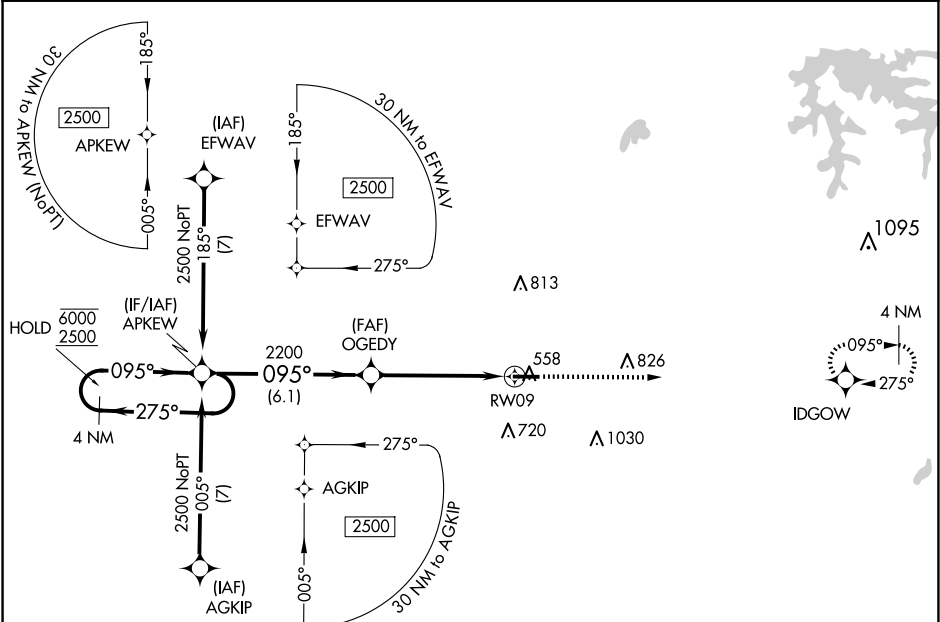 30 NM to APKEW (NoPT)
185°
2500
APKEW
005°
(IAF)
EFWAV
2500 NoPT
185°
(7)
30 NM to EFWAV
185°
2500
EFWAV
275°
1095
813
HOLD 6000
2500
(IF/IAF)
APKEW
095°
275°
4 NM
2200
095°
(6.1)
(FAF)
OGEDY
558
826
RW09
720
1030
4 NM
095°
275°
IDGOW
2500 NoPT
005°
(7)
(IAF)
AGKIP
275°
AGKIP
2500
005°
30 NM to AGKIP